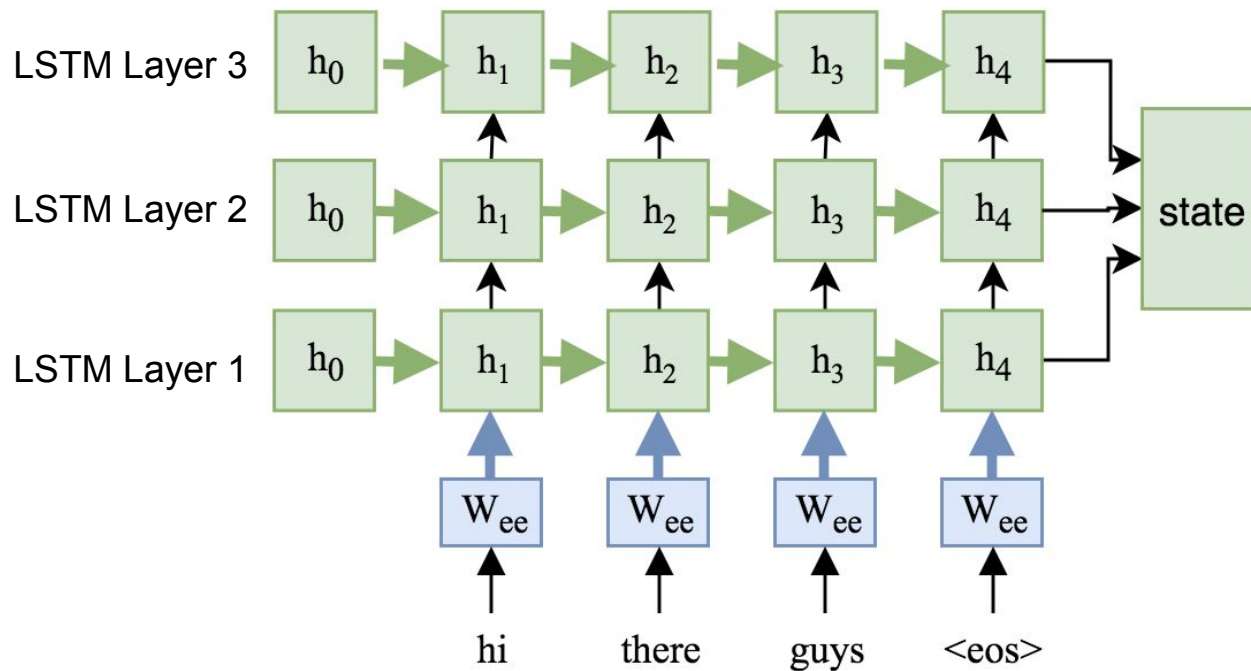 LSTM Layer 3 h₀ h₁ h₂ h₃ h₄
LSTM Layer 2 h₀ h₁ h₂ h₃ h₄ state
LSTM Layer 1 h₀ h₁ h₂ h₃ h₄
Wₑₑ Wₑₑ Wₑₑ Wₑₑ
hi there guys <eos>